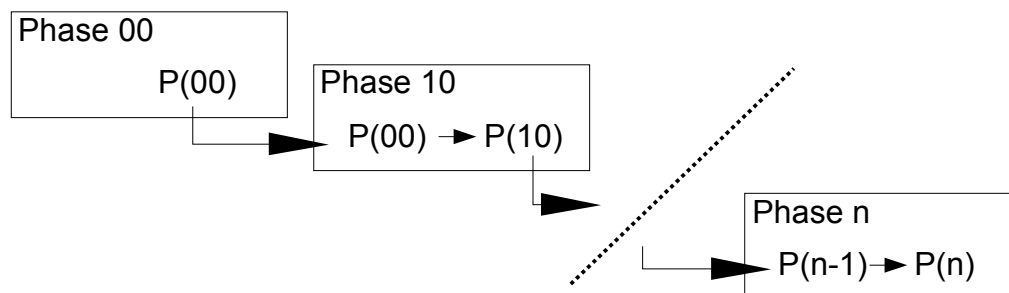 Phase 00
P(00)
Phase 10
P(00) P(10)
Phase n
P(n-1) P(n)